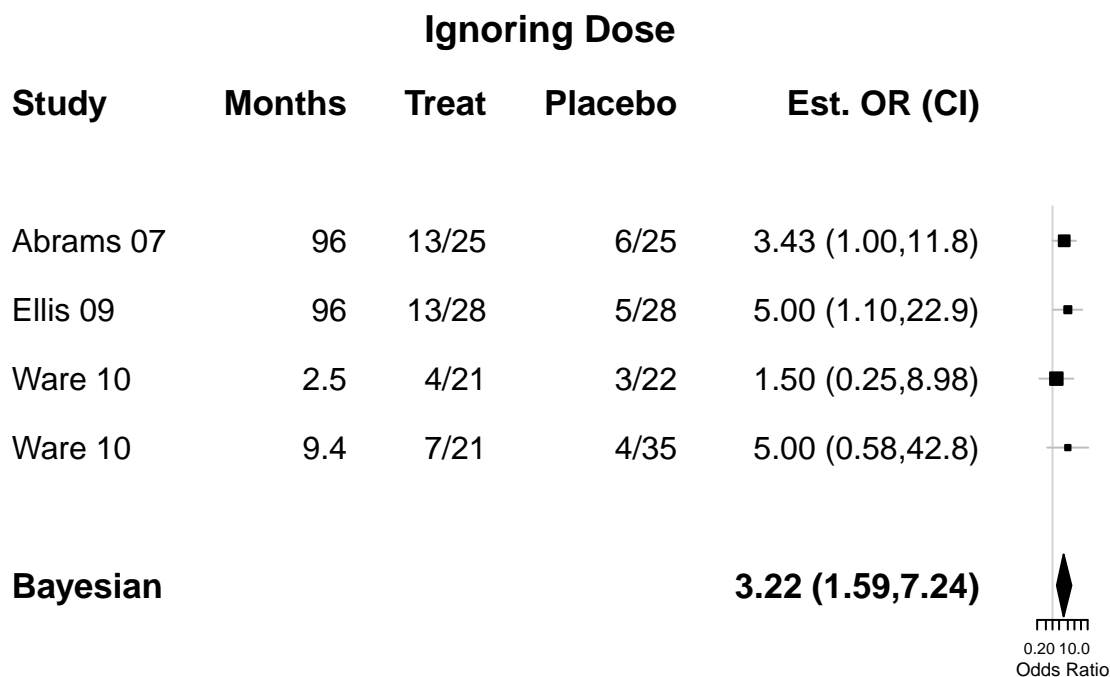 Ignoring Dose
Study Months Treat Placebo Est. OR (CI)
Abrams 07 96 13/25 6/25 3.43 (1.00,11.8)
Ellis 09 96 13/28 5/28 5.00 (1.10,22.9)
Ware 10 2.5 4/21 3/22 1.50 (0.25,8.98)
Ware 10 9.4 7/21 4/35 5.00 (0.58,42.8)
Bayesian 3.22 (1.59,7.24)
0.20 10.0
Odds Ratio